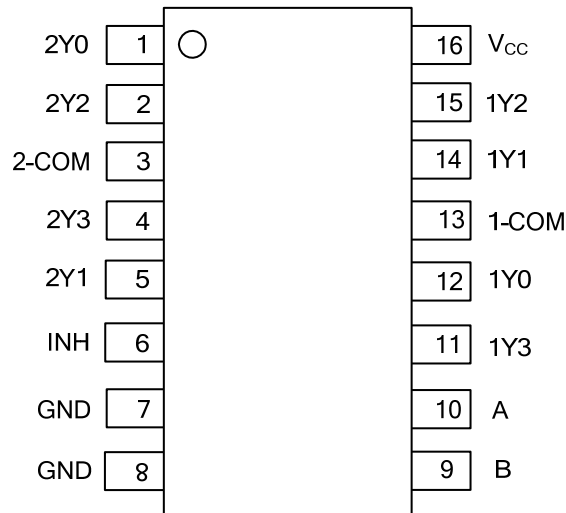 2Y0 1 16 VCC
2Y2 2 15 1Y2
2-COM 3 14 1Y1
2Y3 4 13 1-COM
2Y1 5 12 1Y0
INH 6 11 1Y3
GND 7 10 A
GND 8 9 B